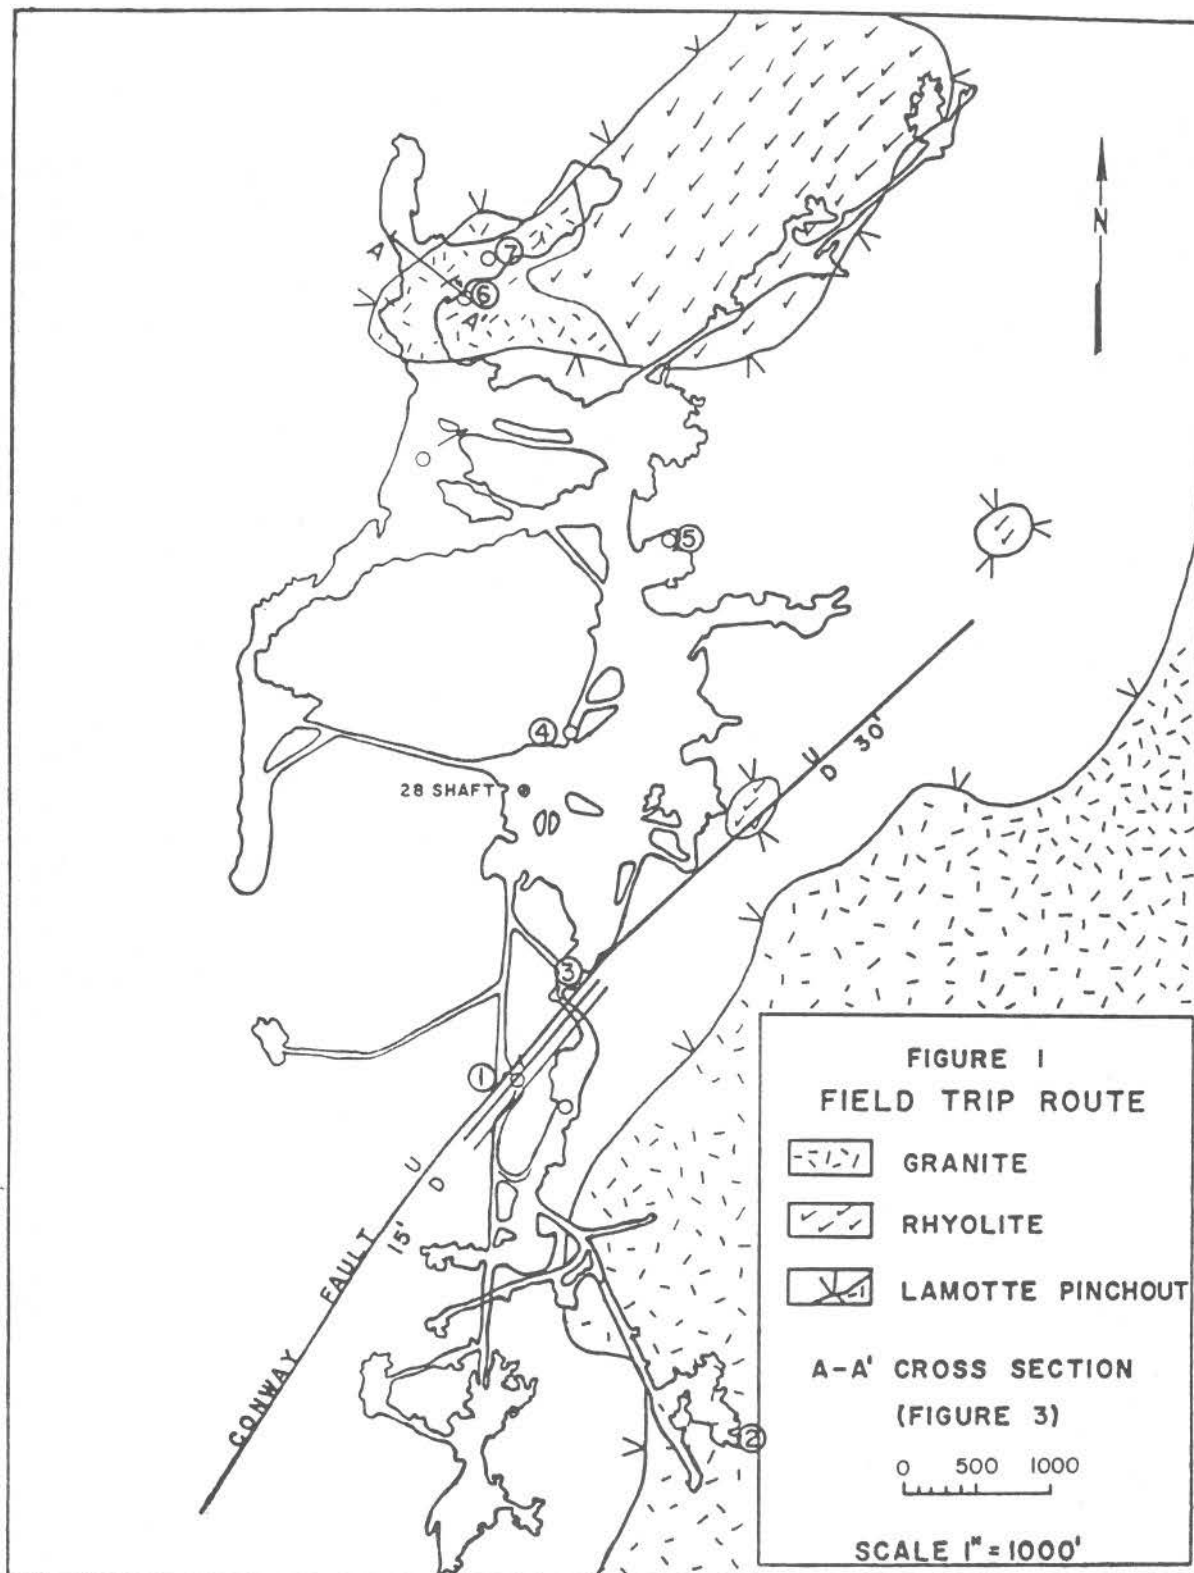 N
A
7
6
A'
5
4
U
D 30'
28 SHAFT
3
1
U
D
15'
CONWAY FAULT
2
FIGURE 1
FIELD TRIP ROUTE
GRANITE
RHYOLITE
LAMOTTE PINCHOUT
A-A' CROSS SECTION
(FIGURE 3)
0 500 1000
SCALE 1" = 1000'